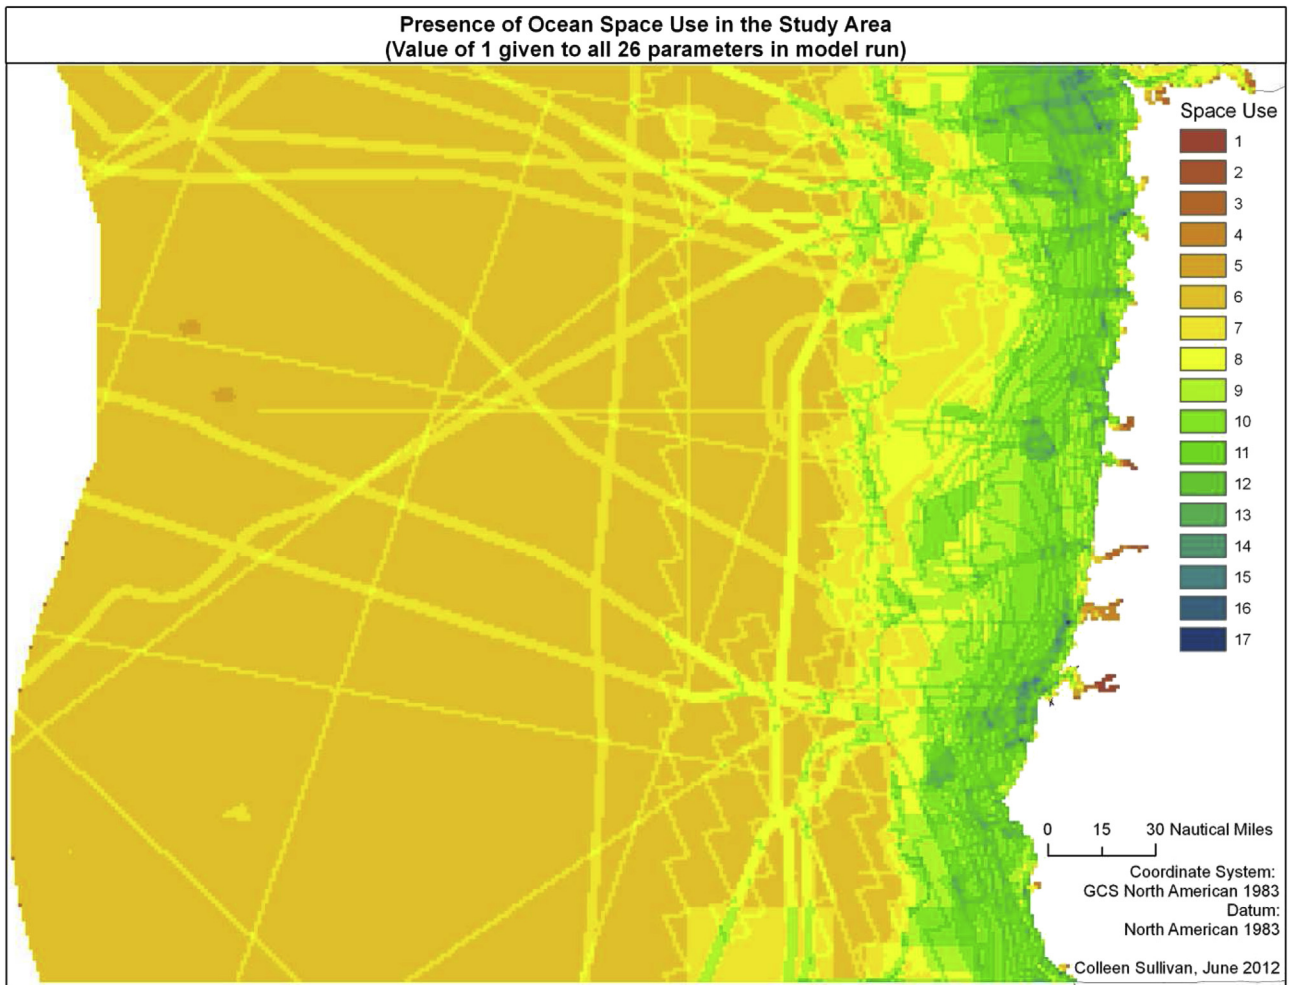 Presence of Ocean Space Use in the Study Area
(Value of 1 given to all 26 parameters in model run)
Space Use
1
2
3
4
5
6
7
8
9
10
11
12
13
14
15
16
17
0 15 30 Nautical Miles
Coordinate System:
GCS North American 1983
Datum:
North American 1983
Colleen Sullivan, June 2012